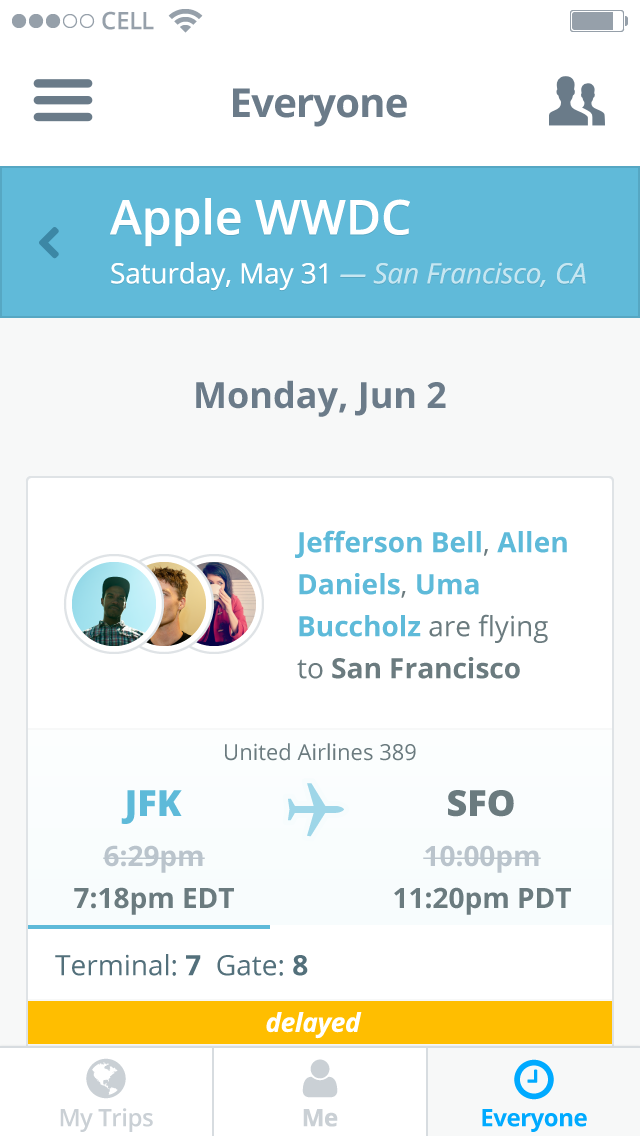 CELL
Everyone
Apple WWDC
Saturday, May 31 — San Francisco, CA
Monday, Jun 2
Jefferson Bell, Allen
Daniels, Uma
Buccholz are flying
to San Francisco
United Airlines 389
JFK SFO
6:29pm 10:00pm
7:18pm EDT 11:20pm PDT
Terminal: 7 Gate: 8
delayed
My Trips Me Everyone